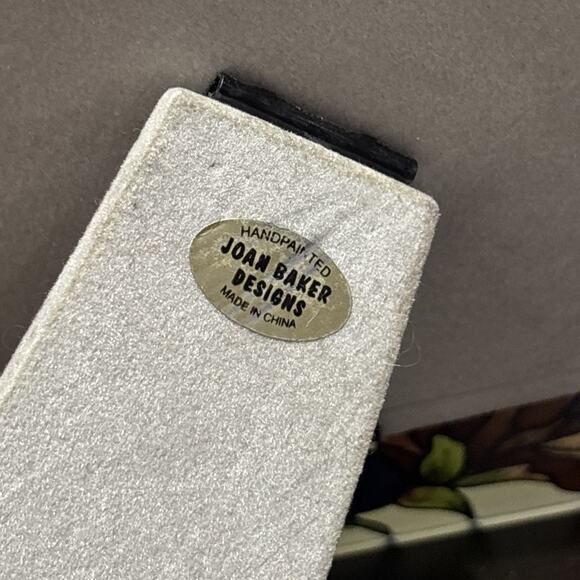 HANDPAINTED
JOAN BAKER
DESIGNS
MADE IN CHINA